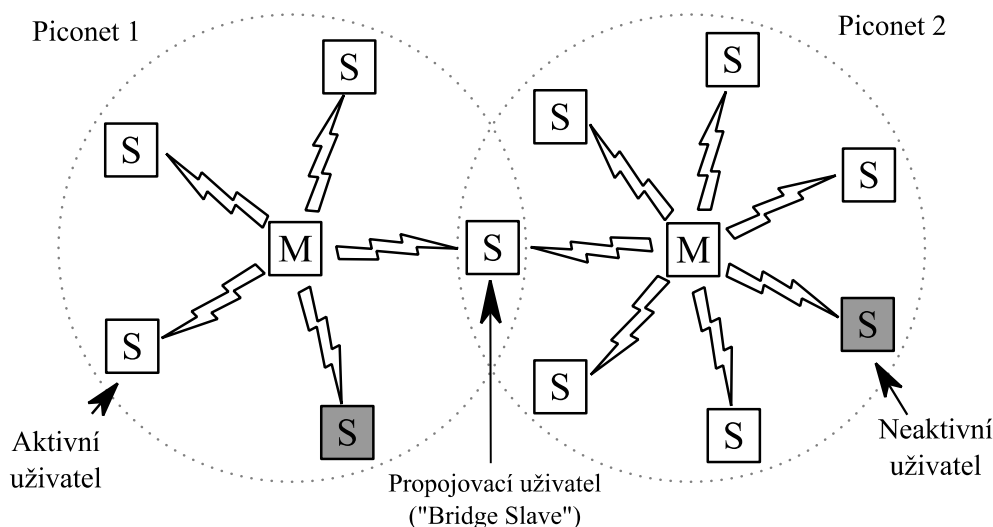 Piconet 1
Piconet 2
S
S
S
S
S
S
M
S
M
S
S
S
S
S
Aktivní
uživatel
Propojovací uživatel
("Bridge Slave")
Neaktivní
uživatel